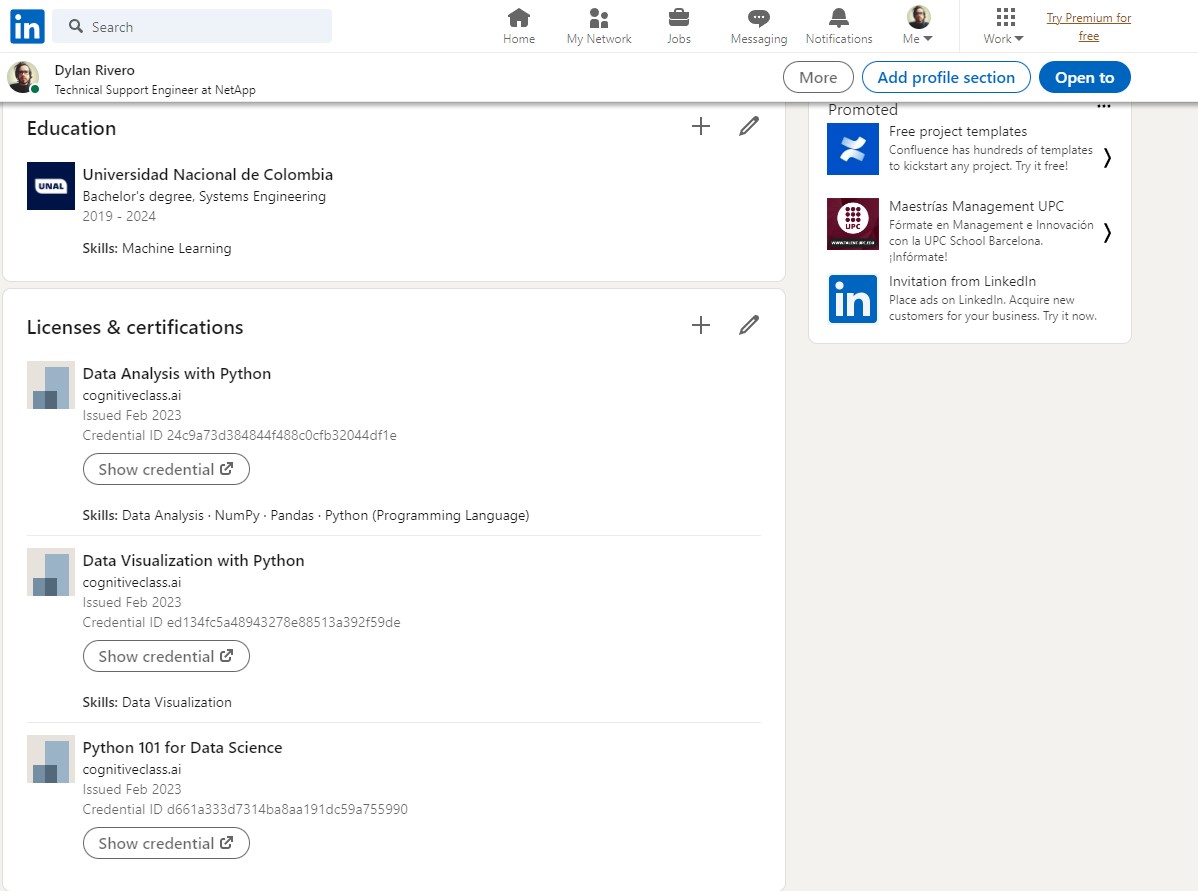 in
Search
Home
My Network
Jobs
Messaging
Notifications
Me
Work
Try Premium for
free
Dylan Rivero
Technical Support Engineer at NetApp
More
Add profile section
Open to
Education
UNAL
Universidad Nacional de Colombia
Bachelor's degree, Systems Engineering
2019 - 2024
Skills: Machine Learning
Licenses & certifications
Data Analysis with Python
cognitiveclass.ai
Issued Feb 2023
Credential ID 24c9a73d384844f488c0cfb32044df1e
Show credential
Skills: Data Analysis · NumPy · Pandas · Python (Programming Language)
Data Visualization with Python
cognitiveclass.ai
Issued Feb 2023
Credential ID ed134fc5a48943278e88513a392f59de
Show credential
Skills: Data Visualization
Python 101 for Data Science
cognitiveclass.ai
Issued Feb 2023
Credential ID d661a333d7314ba8aa191dc59a755990
Show credential
Promoted
Free project templates
Confluence has hundreds of templates
to kickstart any project. Try it free!
UPC
WWW.TALENT.UPC.EDU
Maestrías Management UPC
Fórmate en Management e Innovación
con la UPC School Barcelona.
¡Infórmate!
in
Invitation from LinkedIn
Place ads on LinkedIn. Acquire new
customers for your business. Try it now.